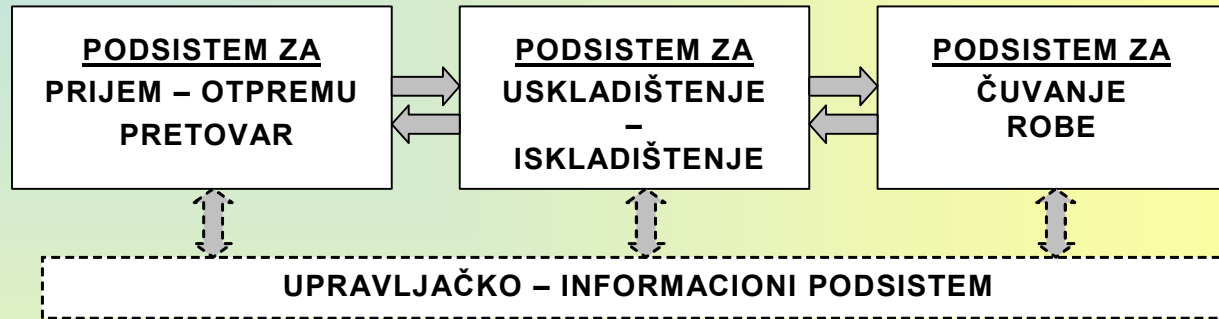 PODSISTEM ZA
PRIJEM – OTPREMU
PRETOVAR
PODSISTEM ZA
USKLADIŠTENJE
–
ISKLADIŠTENJE
PODSISTEM ZA
ČUVANJE
ROBE
UPRAVLJAČKO – INFORMACIONI PODSISTEM